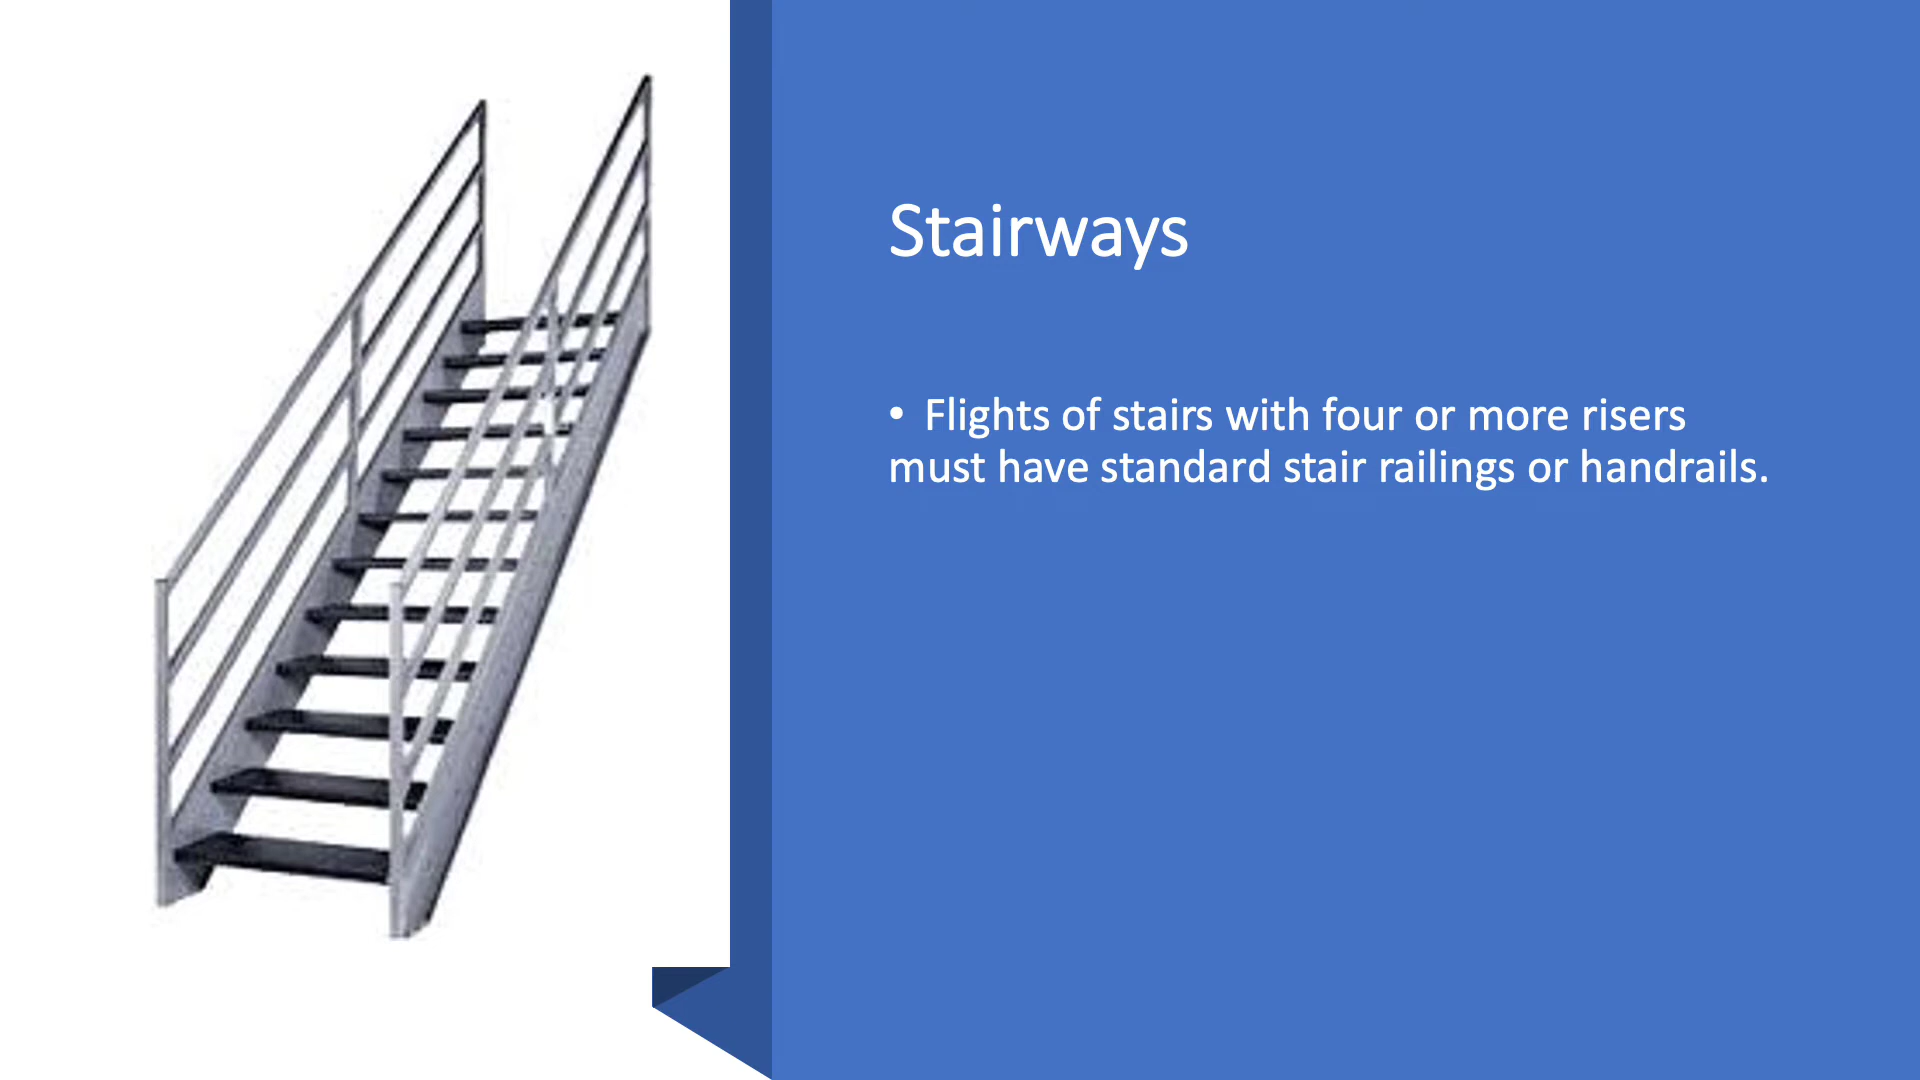 Stairways
• Flights of stairs with four or more risers
must have standard stair railings or handrails.